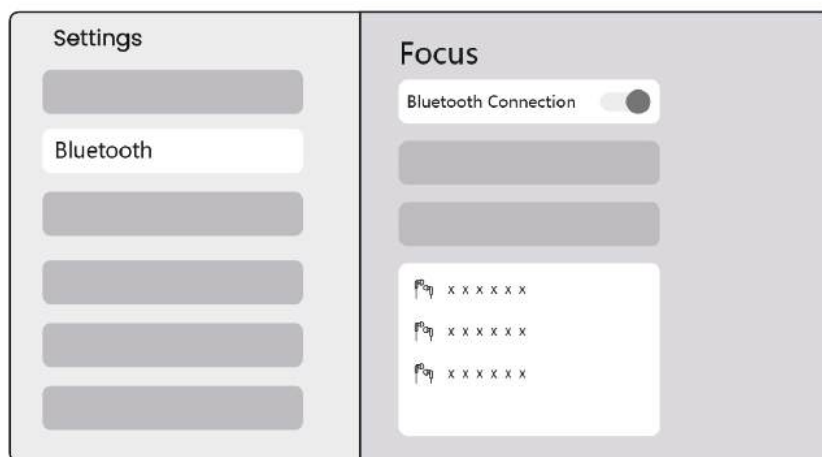 Settings
Bluetooth
Focus
Bluetooth Connection
x x x x x x
x x x x x x
x x x x x x